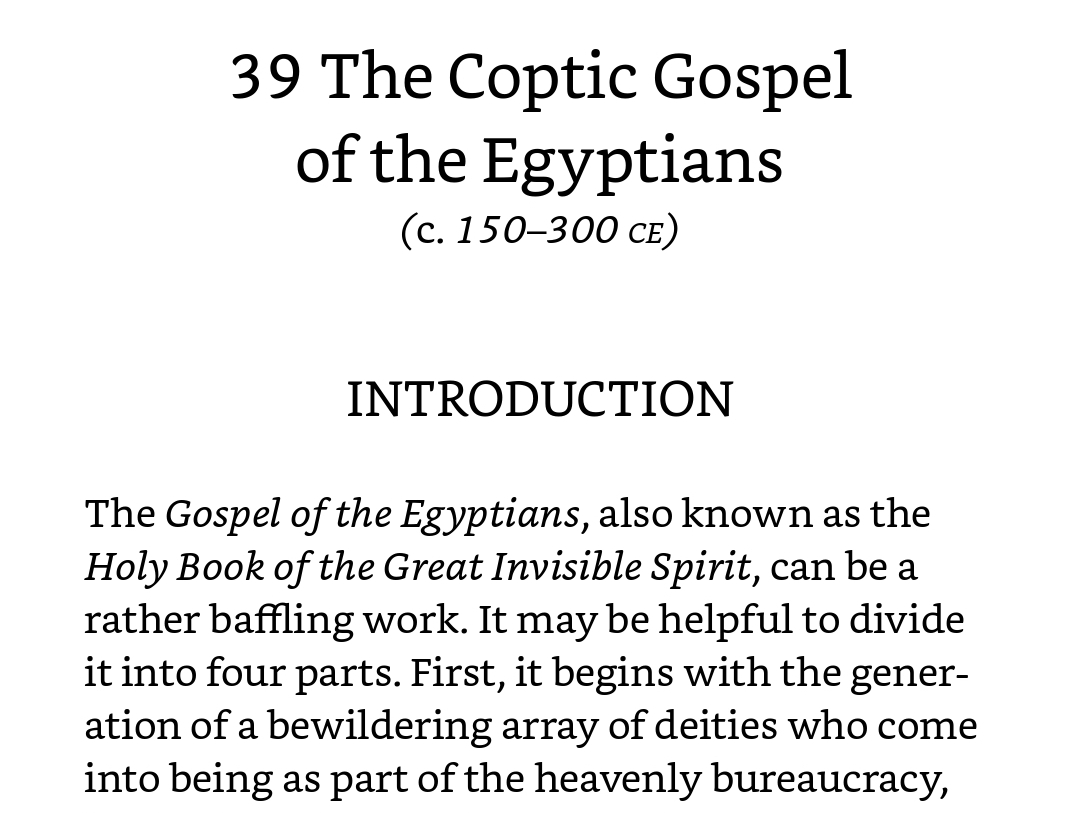 39 The Coptic Gospel
of the Egyptians
(c. 150–300 CE)
INTRODUCTION
The Gospel of the Egyptians, also known as the
Holy Book of the Great Invisible Spirit, can be a
rather baffling work. It may be helpful to divide
it into four parts. First, it begins with the gener-
ation of a bewildering array of deities who come
into being as part of the heavenly bureaucracy,